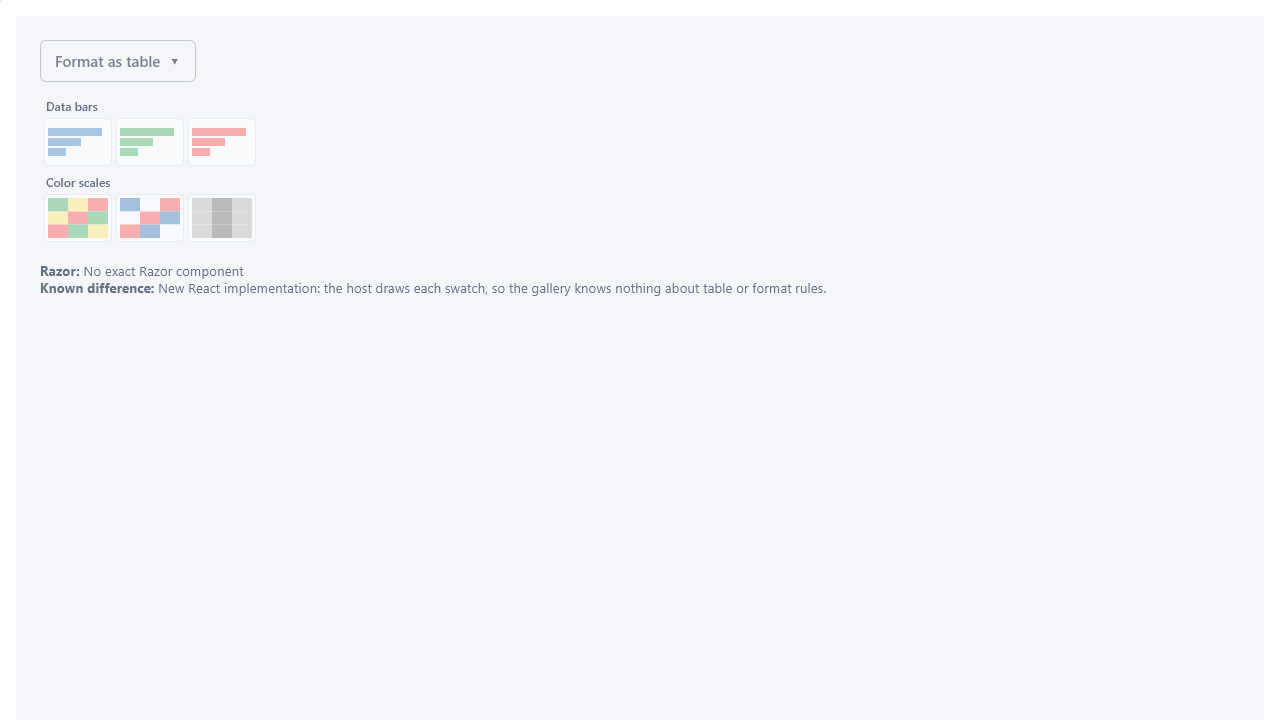 Format as table ▼
Data bars
Color scales
Razor: No exact Razor component
Known difference: New React implementation: the host draws each swatch, so the gallery knows nothing about table or format rules.